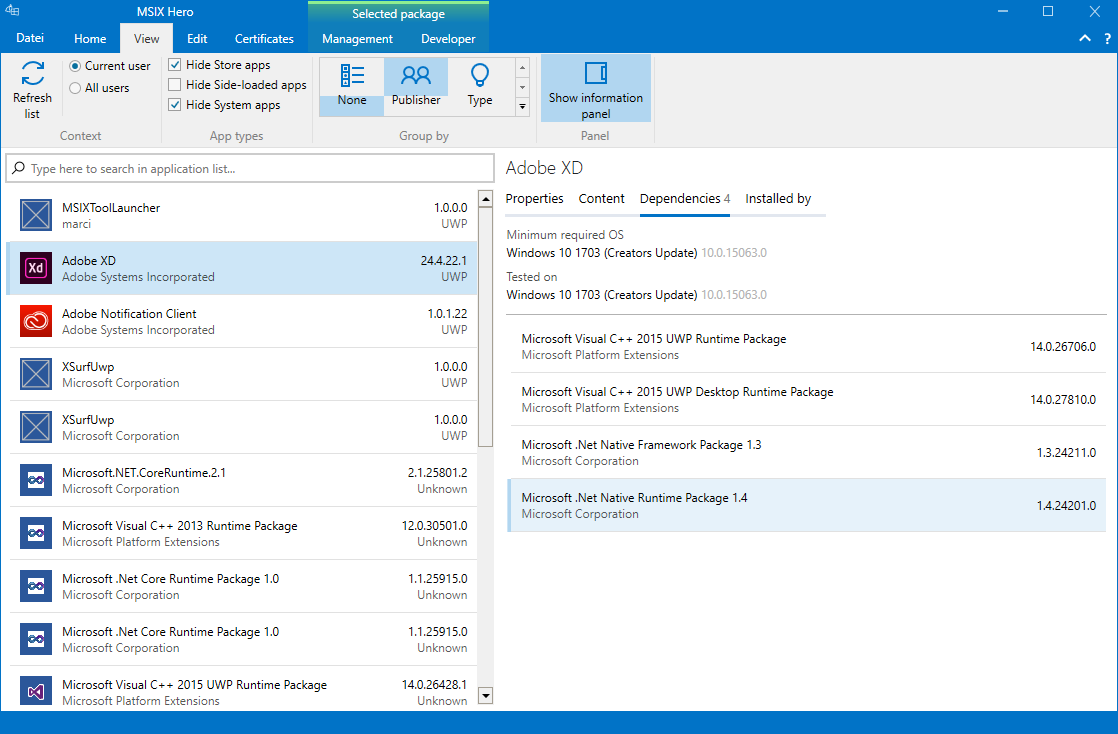 MSIX Hero
Selected package
Datei
Home
View
Edit
Certificates
Management
Developer
?
Refresh
list
Current user
All users
Context
Hide Store apps
Hide Side-loaded apps
Hide System apps
App types
None
Publisher
Type
Group by
Show information
panel
Panel
Type here to search in application list...
MSIXToolLauncher 1.0.0.0
marci UWP
Xd
Adobe XD 24.4.22.1
Adobe Systems Incorporated UWP
Adobe Notification Client 1.0.1.22
Adobe Systems Incorporated UWP
XSurfUwp 1.0.0.0
Microsoft Corporation UWP
XSurfUwp 1.0.0.0
Microsoft Corporation UWP
Microsoft.NET.CoreRuntime.2.1 2.1.25801.2
Microsoft Corporation Unknown
Microsoft Visual C++ 2013 Runtime Package 12.0.30501.0
Microsoft Platform Extensions Unknown
Microsoft .Net Core Runtime Package 1.0 1.1.25915.0
Microsoft Corporation Unknown
Microsoft .Net Core Runtime Package 1.0 1.1.25915.0
Microsoft Corporation Unknown
Microsoft Visual C++ 2015 UWP Runtime Package 14.0.26428.1
Microsoft Platform Extensions Unknown
Adobe XD
Properties Content Dependencies 4 Installed by
Minimum required OS
Windows 10 1703 (Creators Update) 10.0.15063.0
Tested on
Windows 10 1703 (Creators Update) 10.0.15063.0
Microsoft Visual C++ 2015 UWP Runtime Package
Microsoft Platform Extensions
14.0.26706.0
Microsoft Visual C++ 2015 UWP Desktop Runtime Package
Microsoft Platform Extensions
14.0.27810.0
Microsoft .Net Native Framework Package 1.3
Microsoft Corporation
1.3.24211.0
Microsoft .Net Native Runtime Package 1.4
Microsoft Corporation
1.4.24201.0